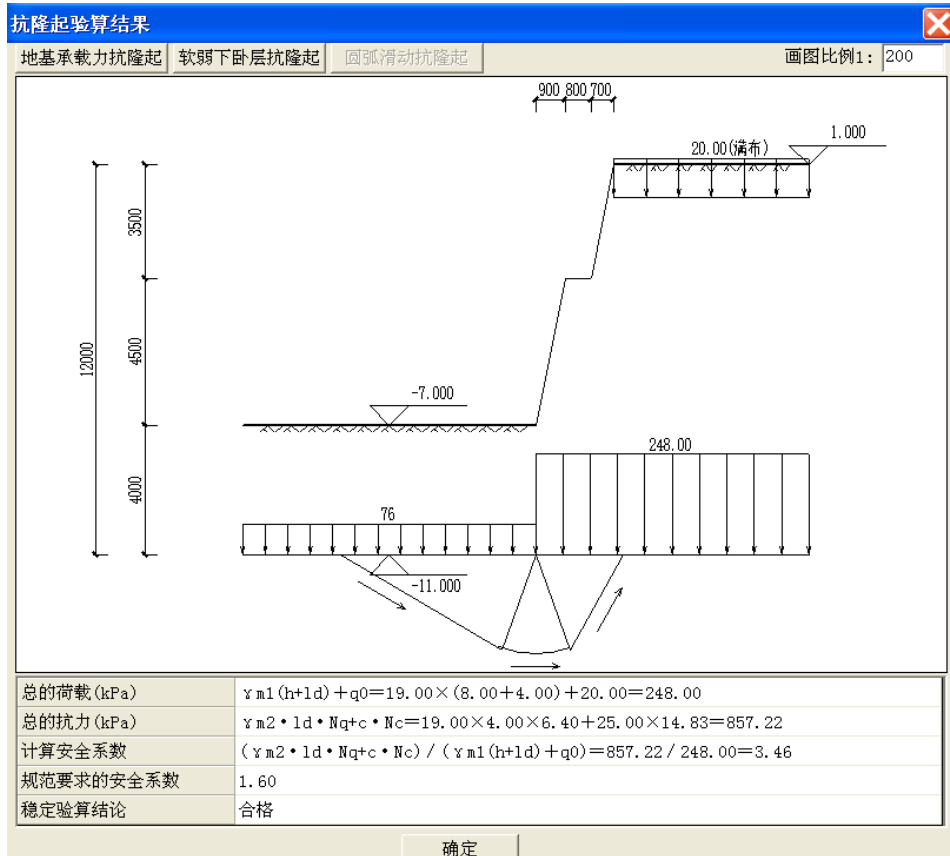 抗隆起验算结果
地基承载力抗隆起 软弱下卧层抗隆起 圆弧滑动抗隆起 画图比例1: 200
900 800 700
20.00(满布)
1.000
3500
4500
12000
-7.000
4000
248.00
76
-11.000
总的荷载(kPa) γm1(h+ld)+q0=19.00×(8.00+4.00)+20.00=248.00
总的抗力(kPa) γm2·ld·Nq+c·Nc=19.00×4.00×6.40+25.00×14.83=857.22
计算安全系数 (γm2·ld·Nq+c·Nc)/(γm1(h+ld)+q0)=857.22/248.00=3.46
规范要求的安全系数 1.60
稳定验算结论 合格
确定